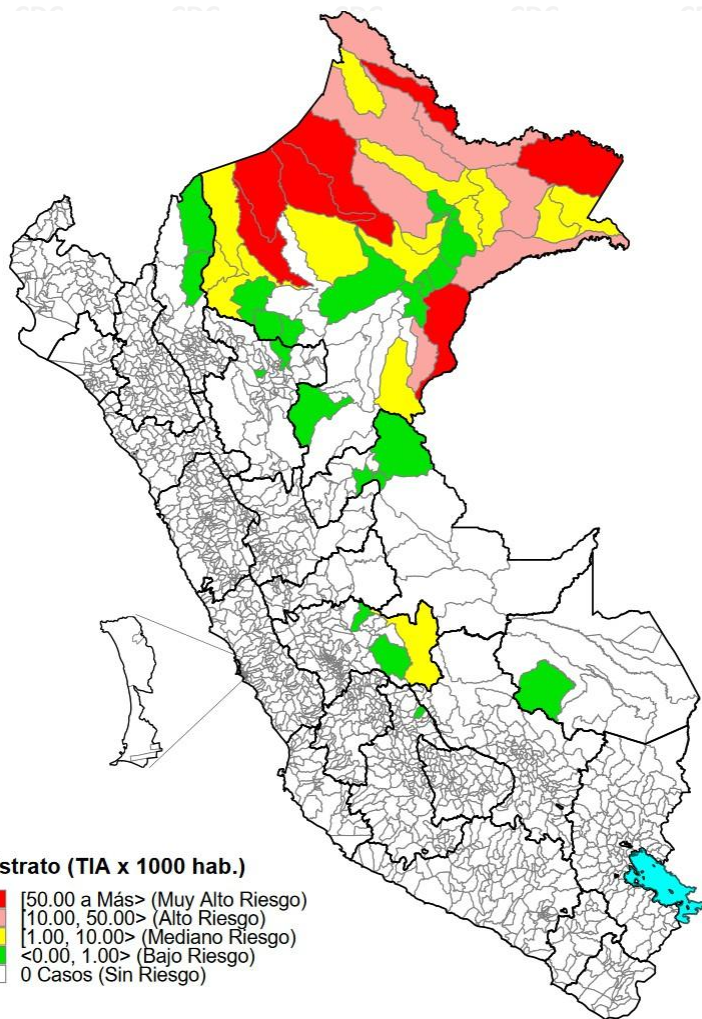 strato (TIA x 1000 hab.)
[50.00 a Más> (Muy Alto Riesgo)
[10.00, 50.00> (Alto Riesgo)
[1.00, 10.00> (Mediano Riesgo)
<0.00, 1.00> (Bajo Riesgo)
0 Casos (Sin Riesgo)